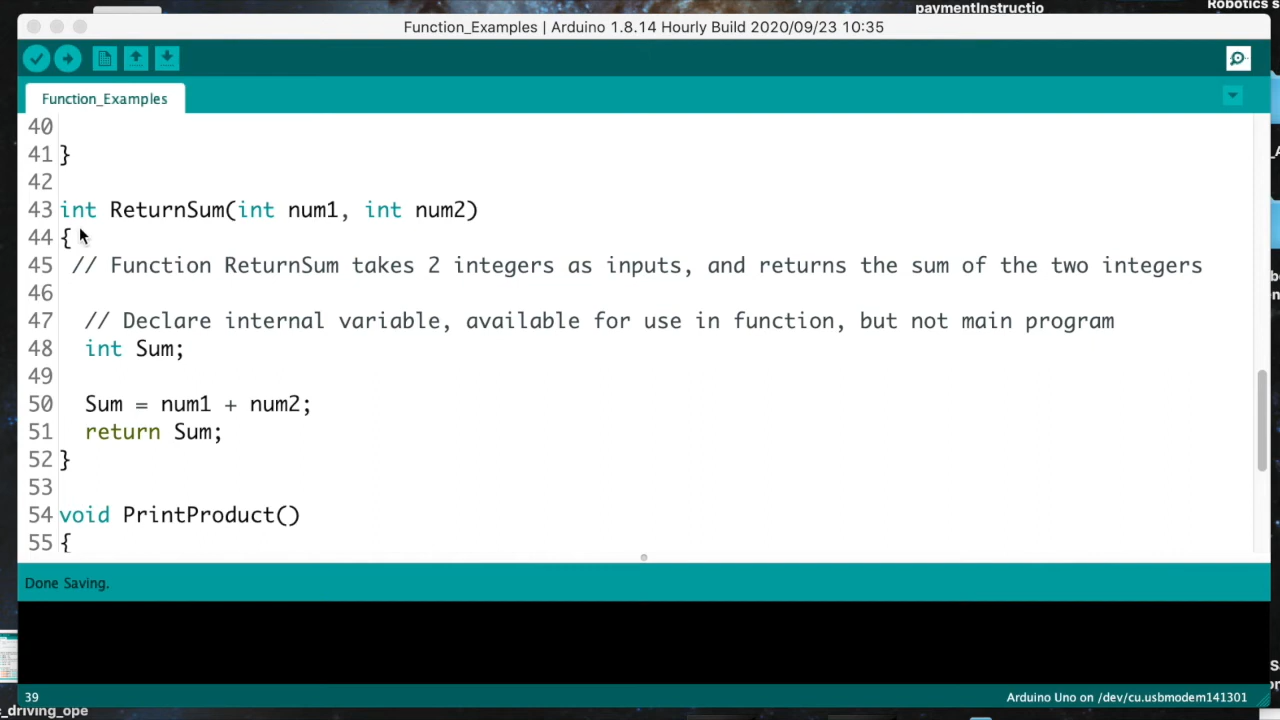 paymentInstructio
Robotics s
Function_Examples | Arduino 1.8.14 Hourly Build 2020/09/23 10:35
Function_Examples
40
41 }
42
43 int ReturnSum(int num1, int num2)
44 {
45 // Function ReturnSum takes 2 integers as inputs, and returns the sum of the two integers
46
47 // Declare internal variable, available for use in function, but not main program
48 int Sum;
49
50 Sum = num1 + num2;
51 return Sum;
52 }
53
54 void PrintProduct()
55 {
Done Saving.
39
Arduino Uno on /dev/cu.usbmodem141301
c_driving_ope